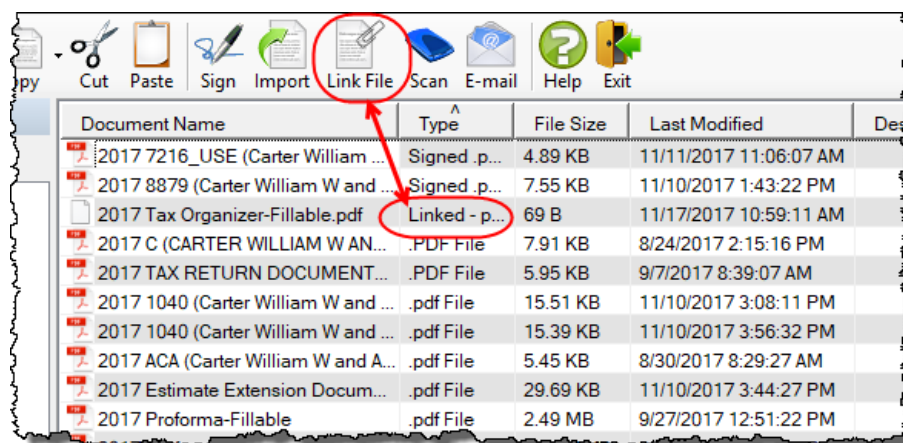 py Cut Paste Sign Import Link File Scan E-mail Help Exit
Document Name Type File Size Last Modified Des
2017 7216_USE (Carter William ... Signed .p... 4.89 KB 11/11/2017 11:06:07 AM
2017 8879 (Carter William W and ... Signed .p... 7.55 KB 11/10/2017 1:43:22 PM
2017 Tax Organizer-Fillable.pdf Linked - p... 69 B 11/17/2017 10:59:11 AM
2017 C (CARTER WILLIAM W AN... .PDF File 7.91 KB 8/24/2017 2:15:16 PM
2017 TAX RETURN DOCUMENT... .PDF File 5.95 KB 9/7/2017 8:39:07 AM
2017 1040 (Carter William W and ... .pdf File 15.51 KB 11/10/2017 3:08:11 PM
2017 1040 (Carter William W and ... .pdf File 15.39 KB 11/10/2017 3:56:32 PM
2017 ACA (Carter William W and A... .pdf File 5.45 KB 8/30/2017 8:29:27 AM
2017 Estimate Extension Docum... .pdf File 29.69 KB 11/10/2017 3:44:27 PM
2017 Proforma-Fillable .pdf File 2.49 MB 9/27/2017 12:51:22 PM